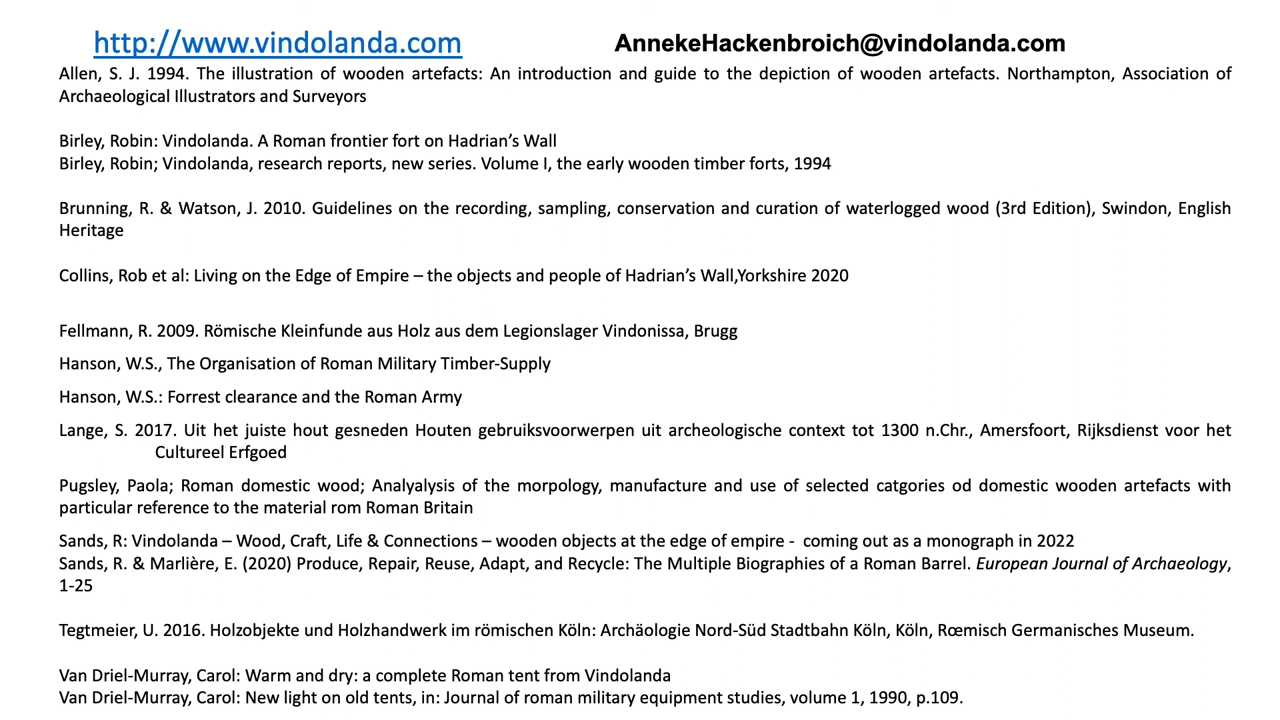 http://www.vindolanda.com AnnekeHackenbroich@vindolanda.com
Allen, S. J. 1994. The illustration of wooden artefacts: An introduction and guide to the depiction of wooden artefacts. Northampton, Association of
Archaeological Illustrators and Surveyors
Birley, Robin: Vindolanda. A Roman frontier fort on Hadrian’s Wall
Birley, Robin; Vindolanda, research reports, new series. Volume I, the early wooden timber forts, 1994
Brunning, R. & Watson, J. 2010. Guidelines on the recording, sampling, conservation and curation of waterlogged wood (3rd Edition), Swindon, English
Heritage
Collins, Rob et al: Living on the Edge of Empire – the objects and people of Hadrian’s Wall,Yorkshire 2020
Fellmann, R. 2009. Römische Kleinfunde aus Holz aus dem Legionslager Vindonissa, Brugg
Hanson, W.S., The Organisation of Roman Military Timber-Supply
Hanson, W.S.: Forrest clearance and the Roman Army
Lange, S. 2017. Uit het juiste hout gesneden Houten gebruiksvoorwerpen uit archeologische context tot 1300 n.Chr., Amersfoort, Rijksdienst voor het
Cultureel Erfgoed
Pugsley, Paola; Roman domestic wood; Analyalysis of the morpology, manufacture and use of selected catgories od domestic wooden artefacts with
particular reference to the material rom Roman Britain
Sands, R: Vindolanda – Wood, Craft, Life & Connections – wooden objects at the edge of empire - coming out as a monograph in 2022
Sands, R. & Marlière, E. (2020) Produce, Repair, Reuse, Adapt, and Recycle: The Multiple Biographies of a Roman Barrel. European Journal of Archaeology,
1-25
Tegtmeier, U. 2016. Holzobjekte und Holzhandwerk im römischen Köln: Archäologie Nord-Süd Stadtbahn Köln, Köln, Rœmisch Germanisches Museum.
Van Driel-Murray, Carol: Warm and dry: a complete Roman tent from Vindolanda
Van Driel-Murray, Carol: New light on old tents, in: Journal of roman military equipment studies, volume 1, 1990, p.109.